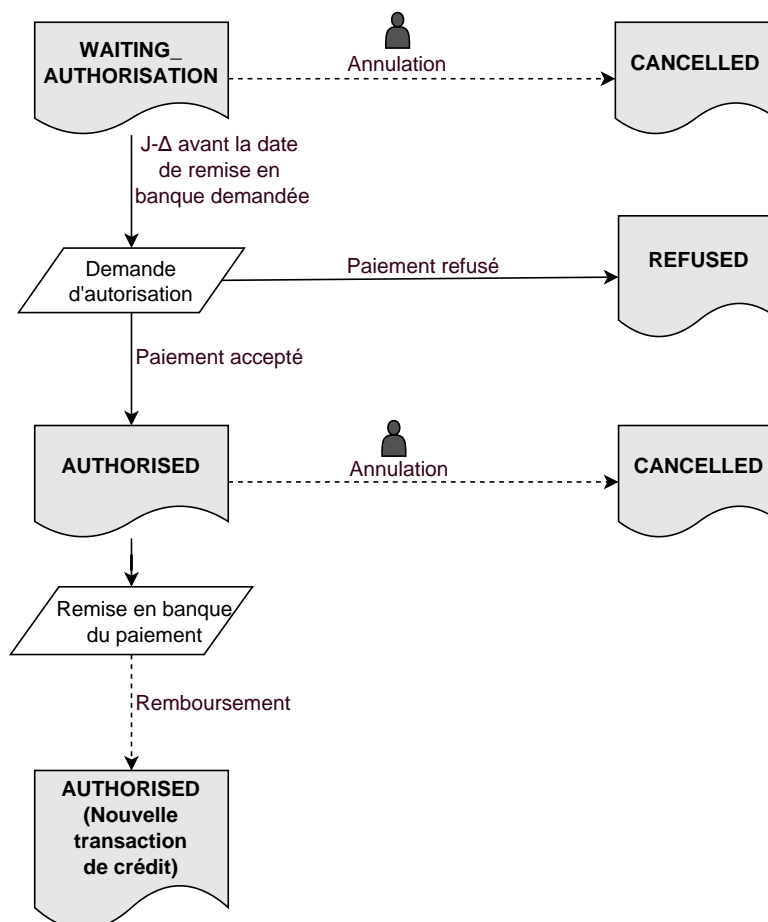 WAITING_
AUTHORISATION
Annulation
CANCELLED
J-Δ avant la date
de remise en
banque demandée
Demande
d'autorisation
Paiement refusé
REFUSED
Paiement accepté
AUTHORISED
Annulation
CANCELLED
Remise en banque
du paiement
Remboursement
AUTHORISED
(Nouvelle
transaction
de crédit)